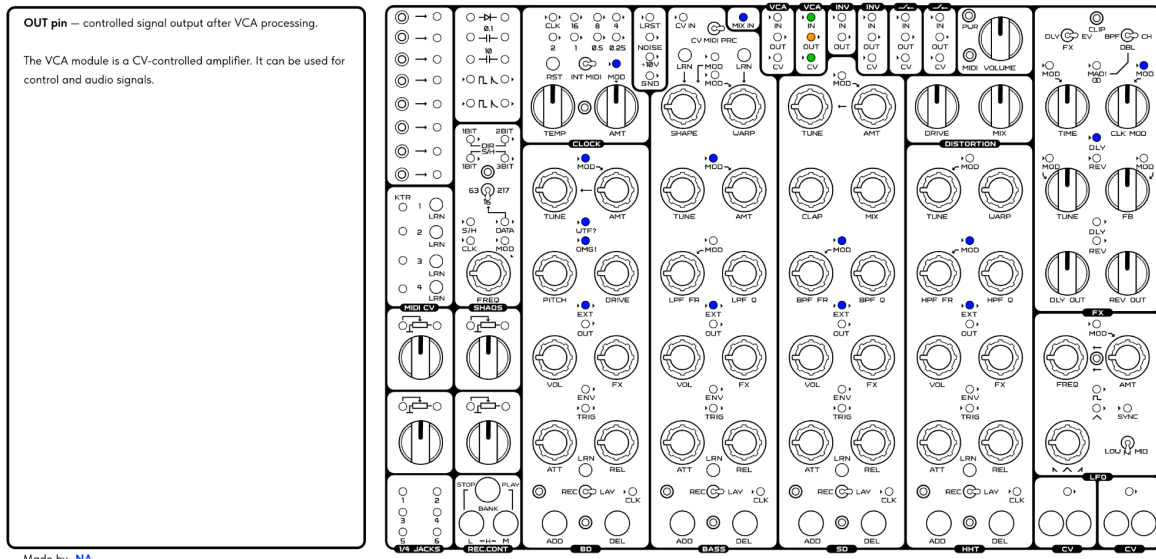 OUT pin — controlled signal output after VCA processing.
The VCA module is a CV-controlled amplifier. It can be used for
control and audio signals.
Made by NA
0.1
10
1BIT 2BIT
DIR
S/H
1BIT 3BIT
63 217
16
S/H DATA
CLK MOD
FREQ
SHAOS
KTR
1
LRN
2
LRN
3
LRN
4
LRN
MIDI CV
1 2
3 4
5 6
1/4 JACKS
STOP PLAY
BANK
L -H- M
REC.CONT
CLK 16 8 4
2 1 0.5 0.25
RST INT MIDI MOD
TEMP AMT
CLOCK
LRST
NOISE
+10V
GND
CV IN
CV MIDI PRC
LRN MOD LRN
MOD
SHAPE WARP
MIX IN
VCA
IN
OUT
CV
VCA
IN
OUT
CV
INV
IN
OUT
INV
IN
OUT
CV
IN
OUT
CV
IN
OUT
CV
PWR
MIDI VOLUME
MOD
TUNE AMT
DRIVE MIX
DISTORTION
CLIP
DLY EV BPF CH
FX DBL
MOD MADI MOD
TIME CLK MOD
DLY
MOD REV MOD
TUNE FB
DLY
REV
DLY OUT REV OUT
FX
MOD
TUNE AMT
WTF?
OMG!
PITCH DRIVE
EXT
OUT
VOL FX
ENV
TRIG
ATT LRN REL
REC LAY CLK
ADD DEL
BD
MOD
TUNE AMT
MOD
LPF FR LPF Q
EXT
OUT
VOL FX
ENV
TRIG
ATT LRN REL
REC LAY CLK
ADD DEL
BASS
CLAP MIX
MOD
BPF FR BPF Q
EXT
OUT
VOL FX
ENV
TRIG
ATT LRN REL
REC LAY CLK
ADD DEL
SD
MOD
TUNE WARP
MOD
HPF FR HPF Q
EXT
OUT
VOL FX
ENV
TRIG
ATT LRN REL
REC LAY CLK
ADD DEL
HHT
MOD
FREQ AMT
SYNC
LOW MID
LFO
CV CV